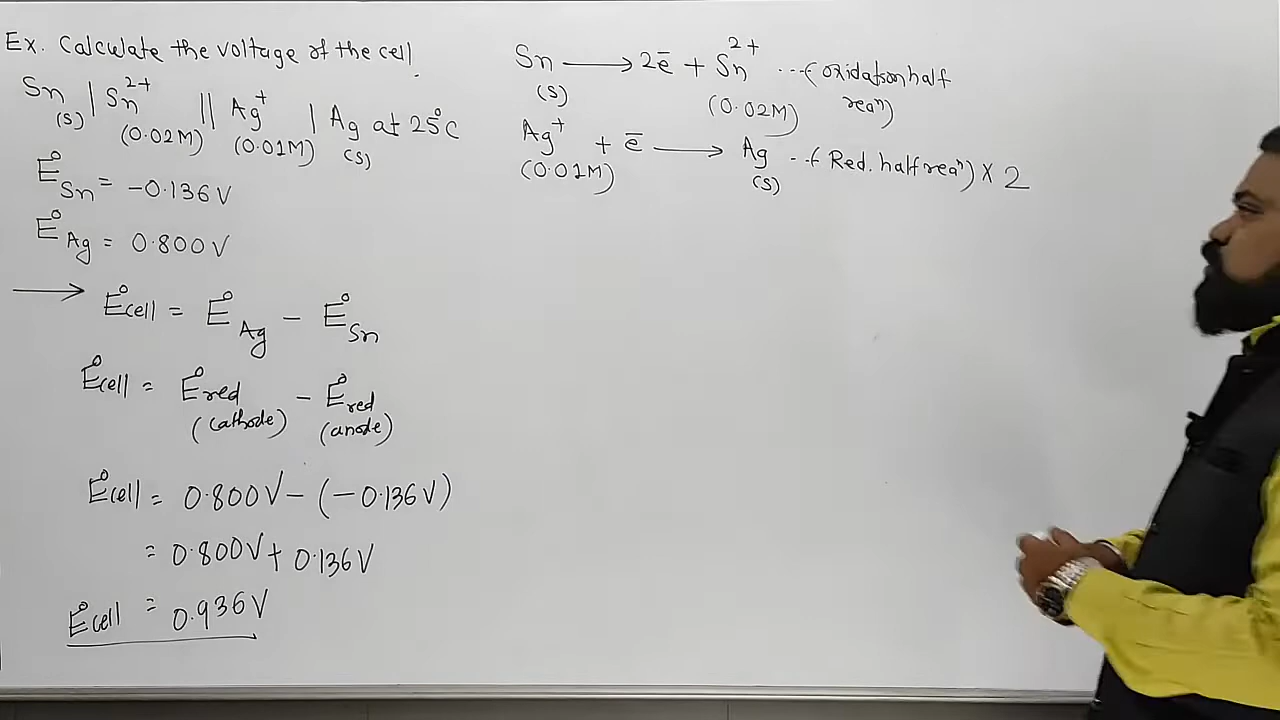 Ex. Calculate the voltage of the cell.
Sn(s) | Sn²⁺(0.02M) || Ag⁺(0.01M) | Ag(s) at 25°C
E°Sn = -0.136V
E°Ag = 0.800V
⟶ E°cell = E°Ag - E°Sn
E°cell = E°red (cathode) - E°red (anode)
E°cell = 0.800V - (-0.136V)
= 0.800V + 0.136V
E°cell = 0.936V
Sn(s) ⟶ 2e̅ + Sn²⁺(0.02M) ...(oxidation half reaⁿ)
Ag⁺(0.01M) + e̅ ⟶ Ag(s) ...(Red. half reaⁿ) × 2